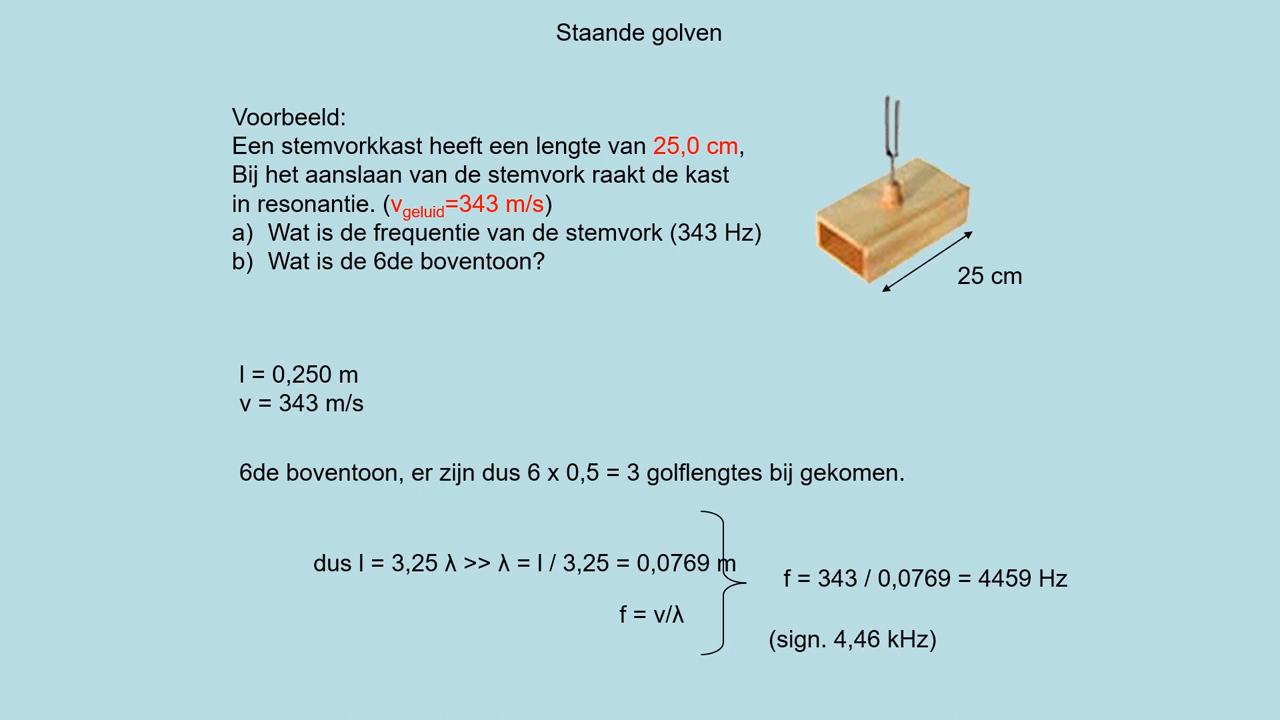 Staande golven
Voorbeeld:
Een stemvorkkast heeft een lengte van 25,0 cm,
Bij het aanslaan van de stemvork raakt de kast
in resonantie. (vgeluid=343 m/s)
a) Wat is de frequentie van de stemvork (343 Hz)
b) Wat is de 6de boventoon?
25 cm
l = 0,250 m
v = 343 m/s
6de boventoon, er zijn dus 6 x 0,5 = 3 golflengtes bij gekomen.
dus l = 3,25 λ >> λ = l / 3,25 = 0,0769 m
f = 343 / 0,0769 = 4459 Hz
f = v/λ
(sign. 4,46 kHz)